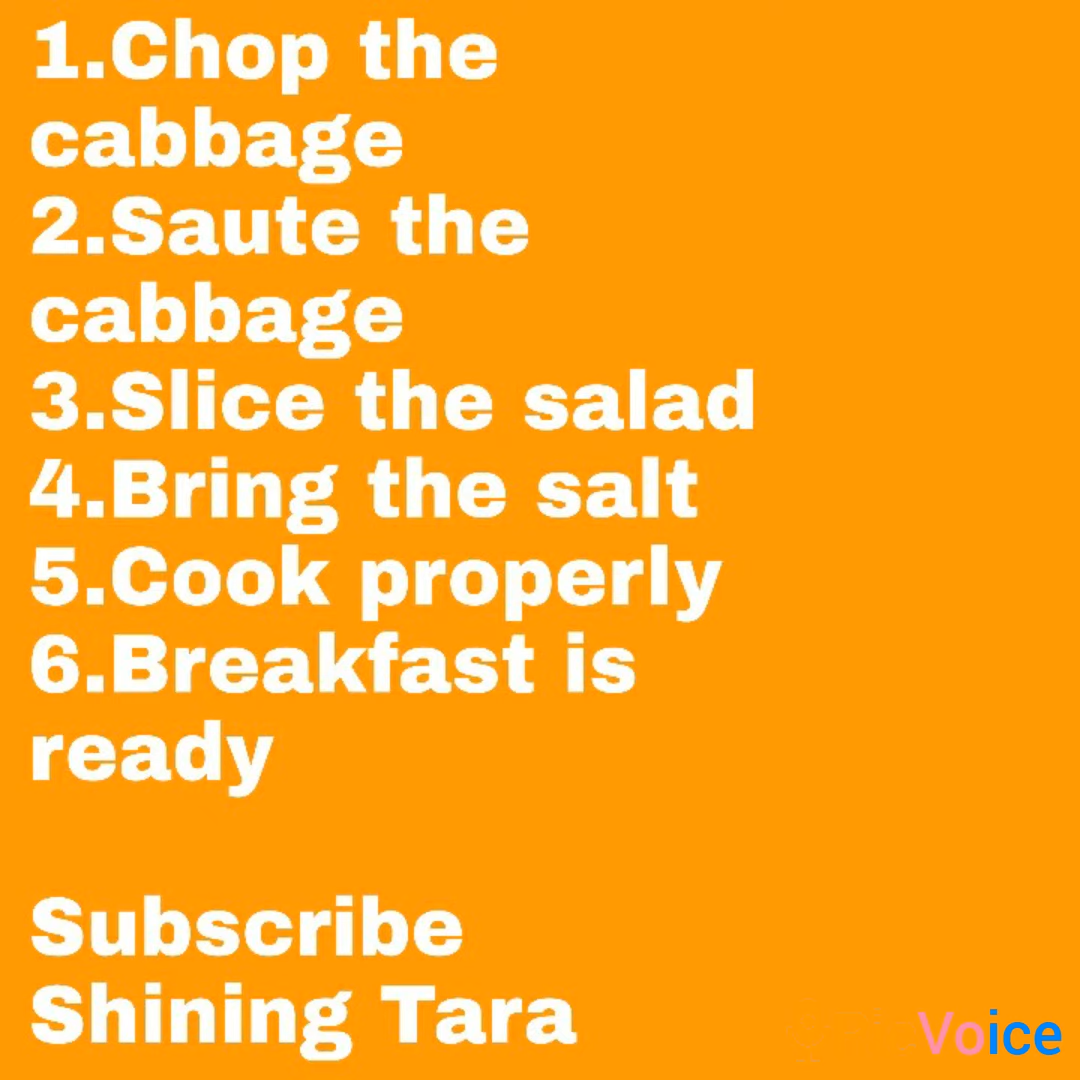 1.Chop the
cabbage
2.Saute the
cabbage
3.Slice the salad
4.Bring the salt
5.Cook properly
6.Breakfast is
ready
Subscribe
Shining Tara
Voice